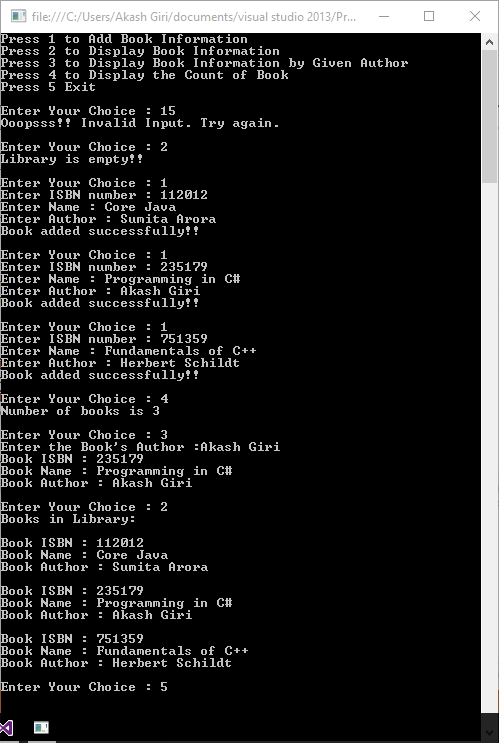 file:///C:/Users/Akash Giri/documents/visual studio 2013/Pr...
Press 1 to Add Book Information
Press 2 to Display Book Information
Press 3 to Display Book Information by Given Author
Press 4 to Display the Count of Book
Press 5 Exit
Enter Your Choice : 15
Ooopsss!! Invalid Input. Try again.
Enter Your Choice : 2
Library is empty!!
Enter Your Choice : 1
Enter ISBN number : 112012
Enter Name : Core Java
Enter Author : Sumita Arora
Book added successfully!!
Enter Your Choice : 1
Enter ISBN number : 235179
Enter Name : Programming in C#
Enter Author : Akash Giri
Book added successfully!!
Enter Your Choice : 1
Enter ISBN number : 751359
Enter Name : Fundamentals of C++
Enter Author : Herbert Schildt
Book added successfully!!
Enter Your Choice : 4
Number of books is 3
Enter Your Choice : 3
Enter the Book's Author :Akash Giri
Book ISBN : 235179
Book Name : Programming in C#
Book Author : Akash Giri
Enter Your Choice : 2
Books in Library:
Book ISBN : 112012
Book Name : Core Java
Book Author : Sumita Arora
Book ISBN : 235179
Book Name : Programming in C#
Book Author : Akash Giri
Book ISBN : 751359
Book Name : Fundamentals of C++
Book Author : Herbert Schildt
Enter Your Choice : 5